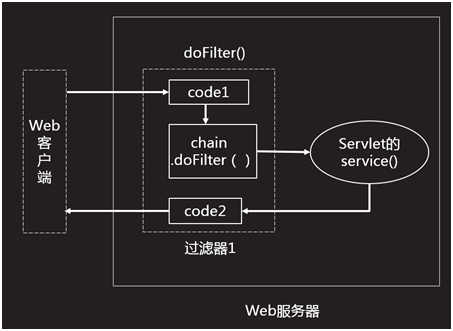 doFilter()
code1
Web
客
户
端
chain
.doFilter（ ）
Servlet的
service()
code2
过滤器1
Web服务器